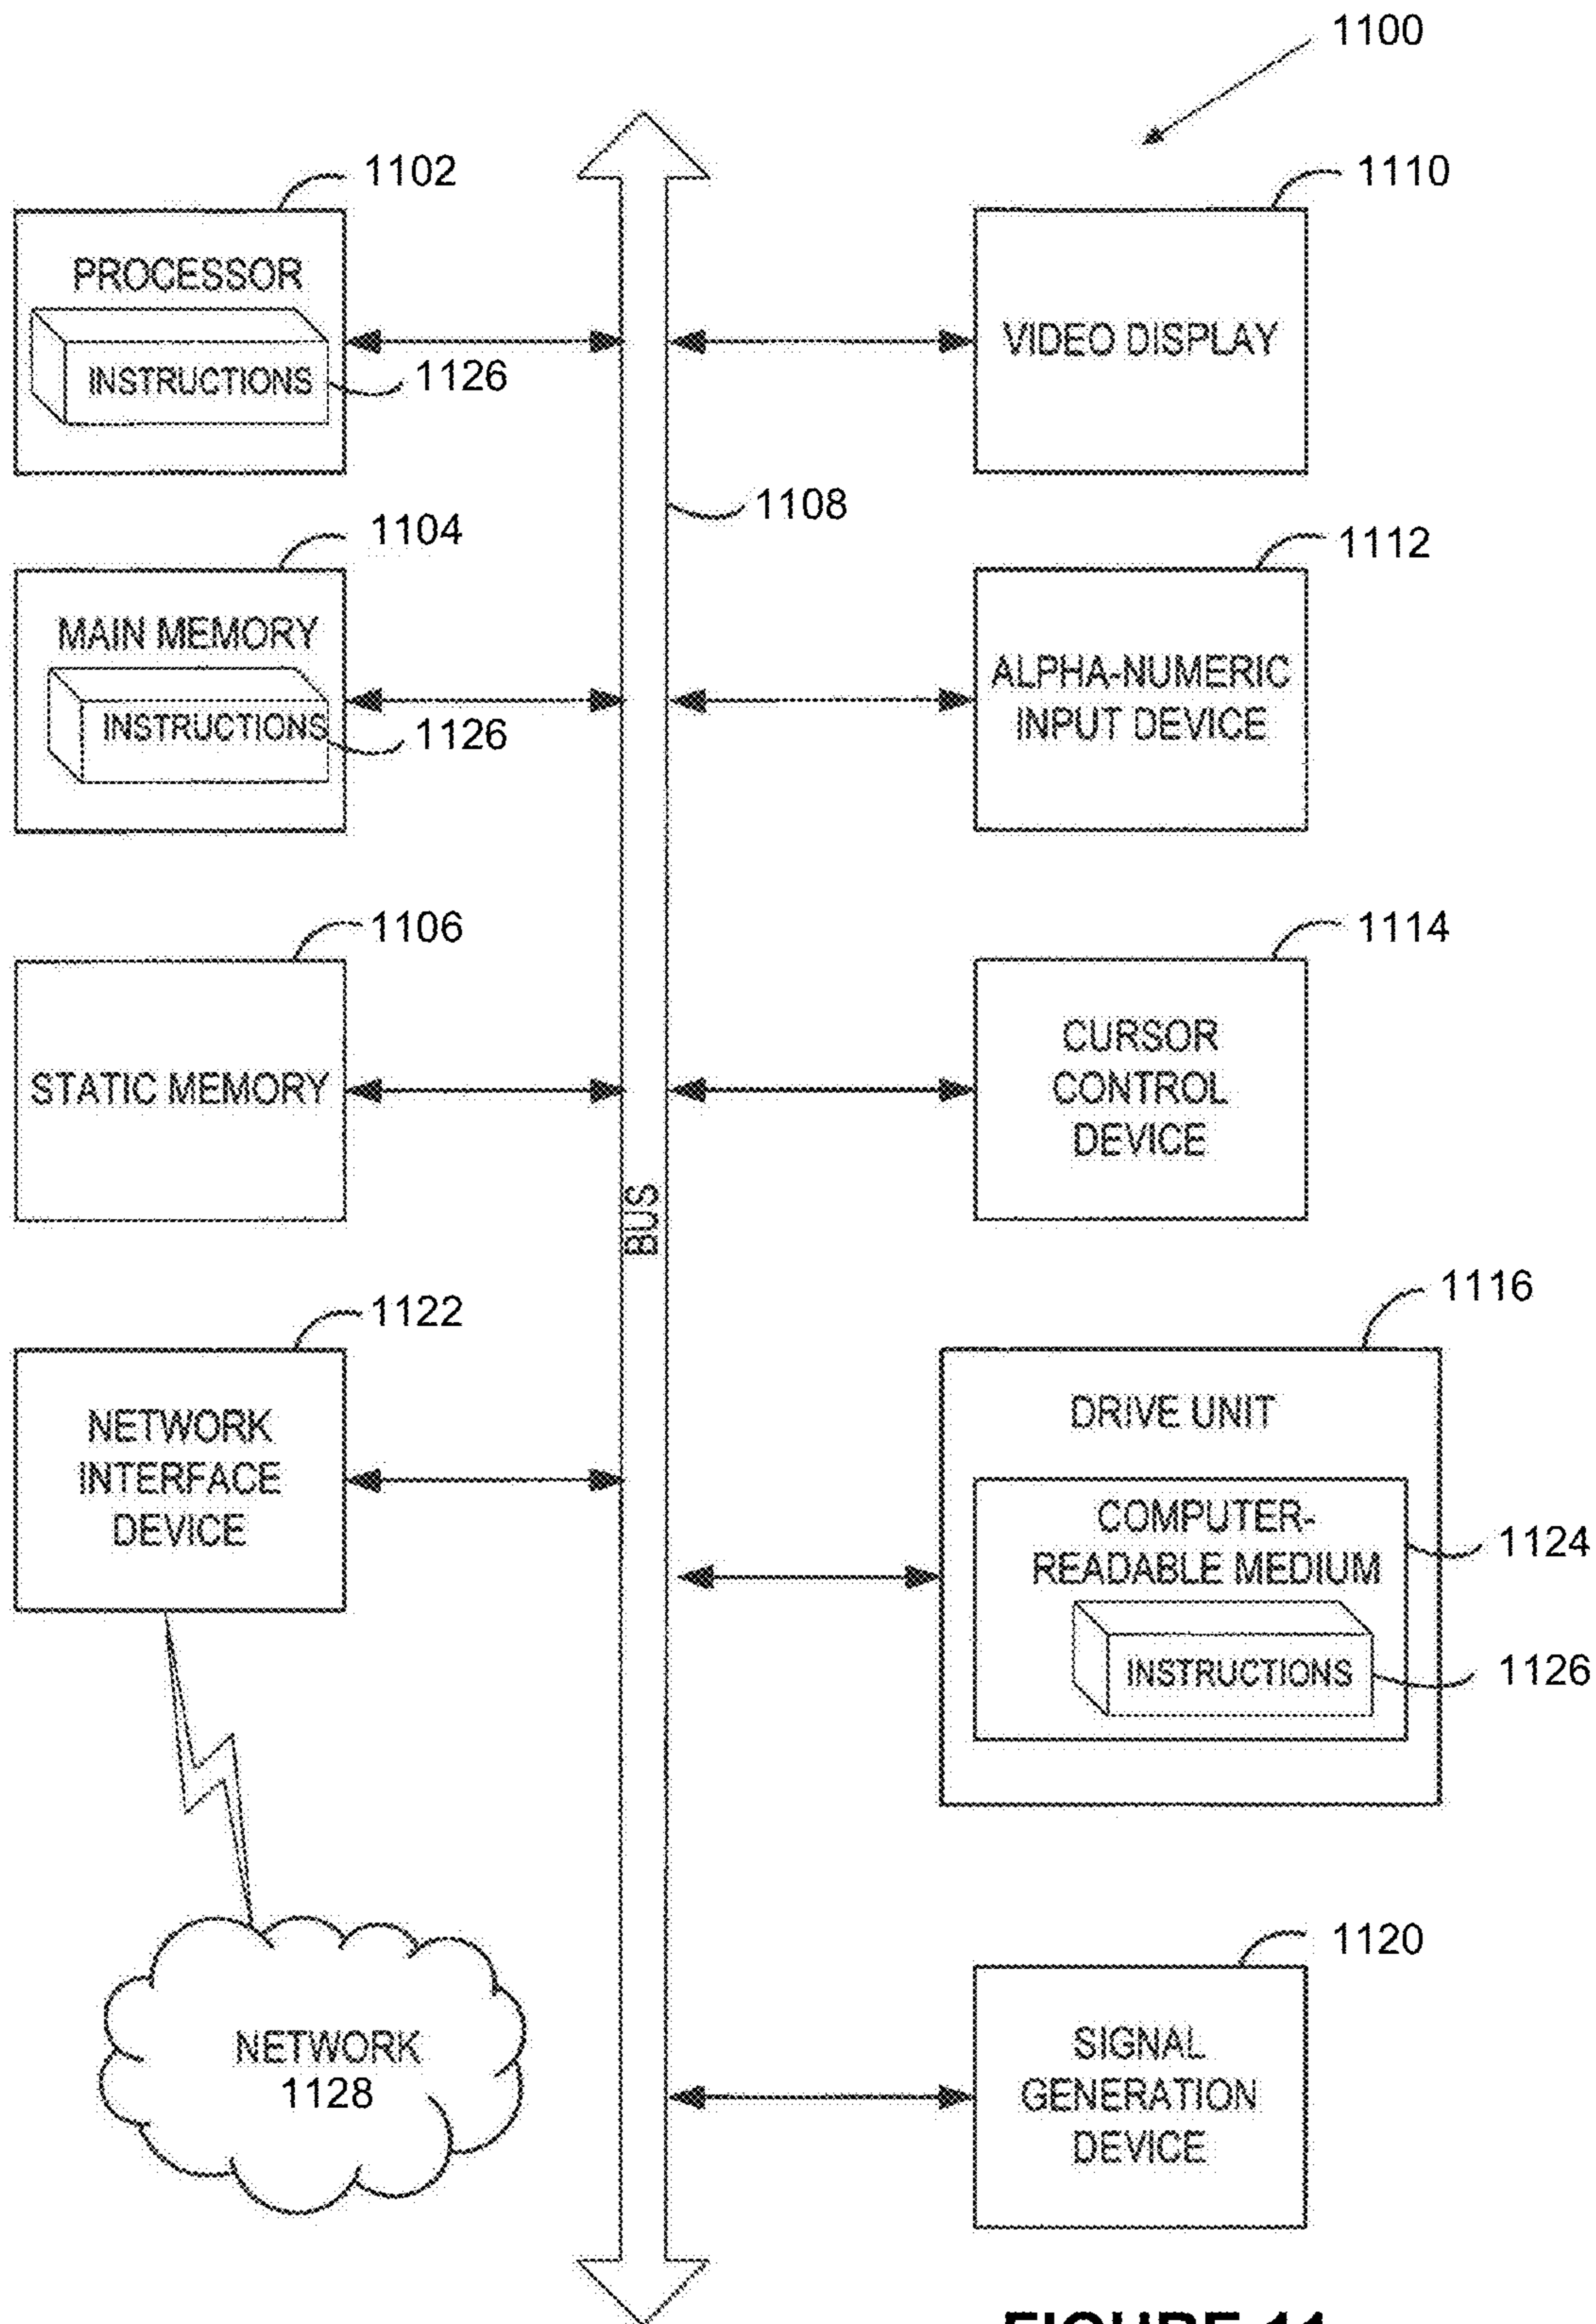 1100
1102
PROCESSOR
INSTRUCTIONS
1126
1110
VIDEO DISPLAY
1108
1104
MAIN MEMORY
INSTRUCTIONS
1126
1112
ALPHA-NUMERIC
INPUT DEVICE
1106
STATIC MEMORY
1114
CURSOR
CONTROL
DEVICE
BUS
1122
NETWORK
INTERFACE
DEVICE
1116
DRIVE UNIT
COMPUTER-
READABLE MEDIUM
1124
INSTRUCTIONS
1126
NETWORK
1128
1120
SIGNAL
GENERATION
DEVICE
FIGURE 11